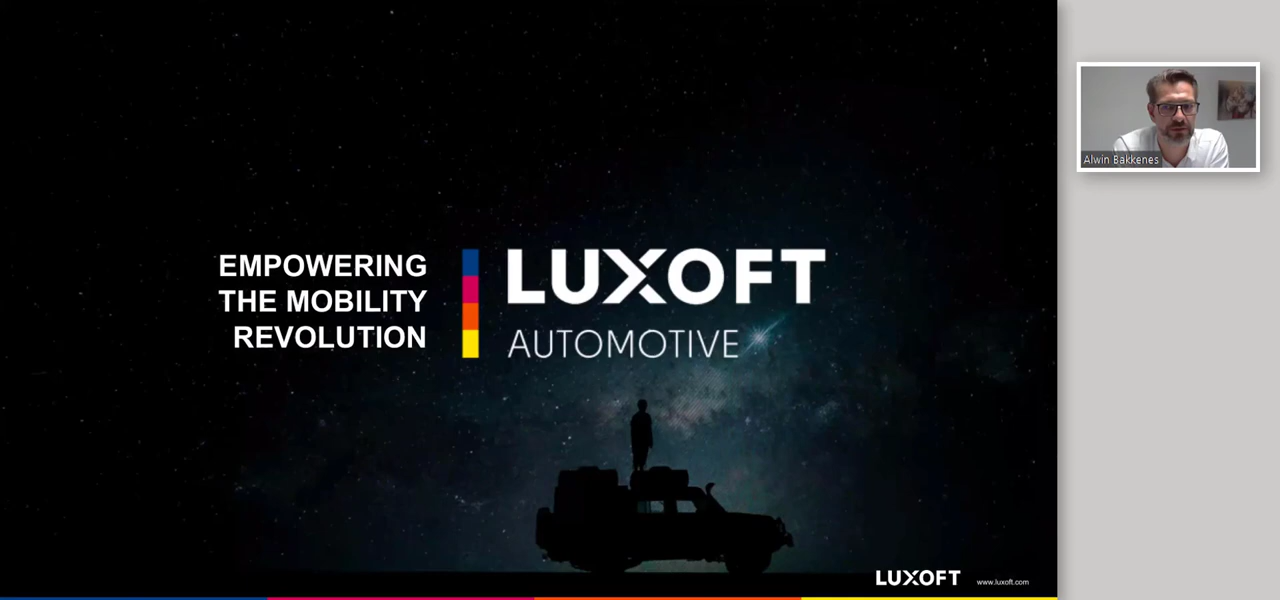 EMPOWERING
THE MOBILITY
REVOLUTION
LUXOFT
AUTOMOTIVE
Alwin Bakkenes
LUXOFT
www.luxoft.com